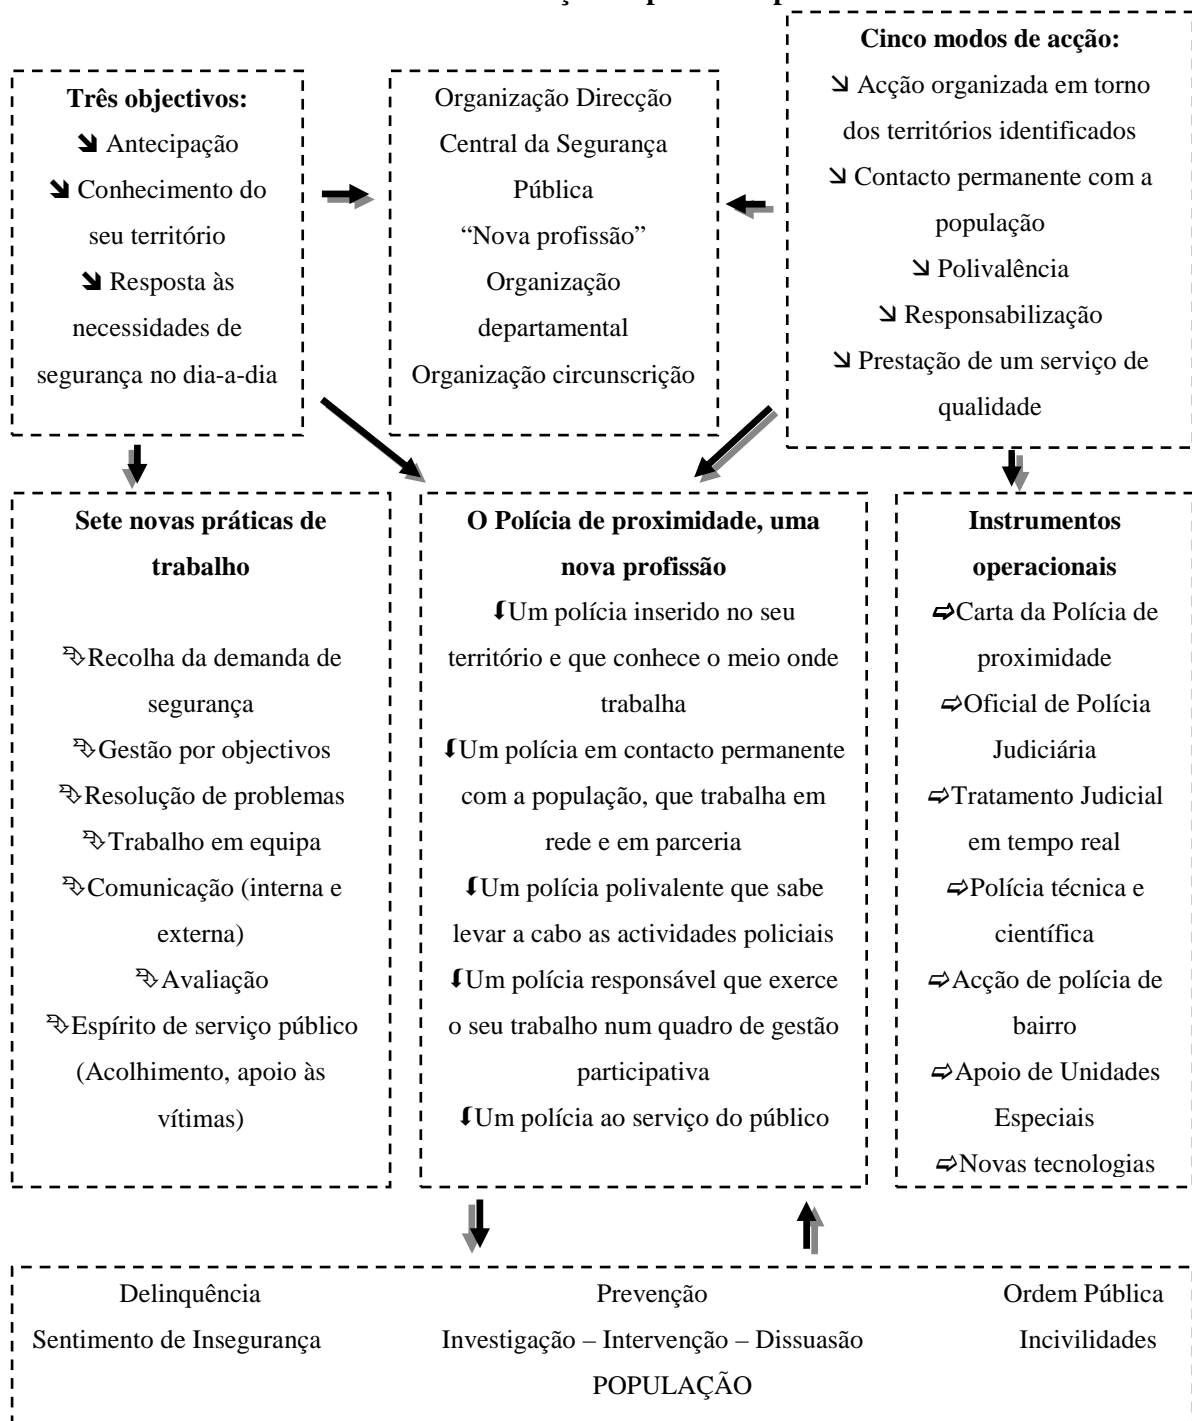 Cinco modos de acção:
↘ Acção organizada em torno
dos territórios identificados
↘ Contacto permanente com a
população
↘ Polivalência
↘ Responsabilização
↘ Prestação de um serviço de
qualidade
Três objectivos:
↘ Antecipação
↘ Conhecimento do
seu território
↘ Resposta às
necessidades de
segurança no dia-a-dia
Organização Direcção
Central da Segurança
Pública
“Nova profissão”
Organização
departamental
Organização circunscrição
Sete novas práticas de
trabalho
Recolha da demanda de
segurança
Gestão por objectivos
Resolução de problemas
Trabalho em equipa
Comunicação (interna e
externa)
Avaliação
Espírito de serviço público
(Acolhimento, apoio às
vítimas)
O Polícia de proximidade, uma
nova profissão
Um polícia inserido no seu
território e que conhece o meio onde
trabalha
Um polícia em contacto permanente
com a população, que trabalha em
rede e em parceria
Um polícia polivalente que sabe
levar a cabo as actividades policiais
Um polícia responsável que exerce
o seu trabalho num quadro de gestão
participativa
Um polícia ao serviço do público
Instrumentos
operacionais
Carta da Polícia de
proximidade
Oficial de Polícia
Judiciária
Tratamento Judicial
em tempo real
Polícia técnica e
científica
Acção de polícia de
bairro
Apoio de Unidades
Especiais
Novas tecnologias
Delinquência Prevenção Ordem Pública
Sentimento de Insegurança Investigação – Intervenção – Dissuasão Incivilidades
POPULAÇÃO